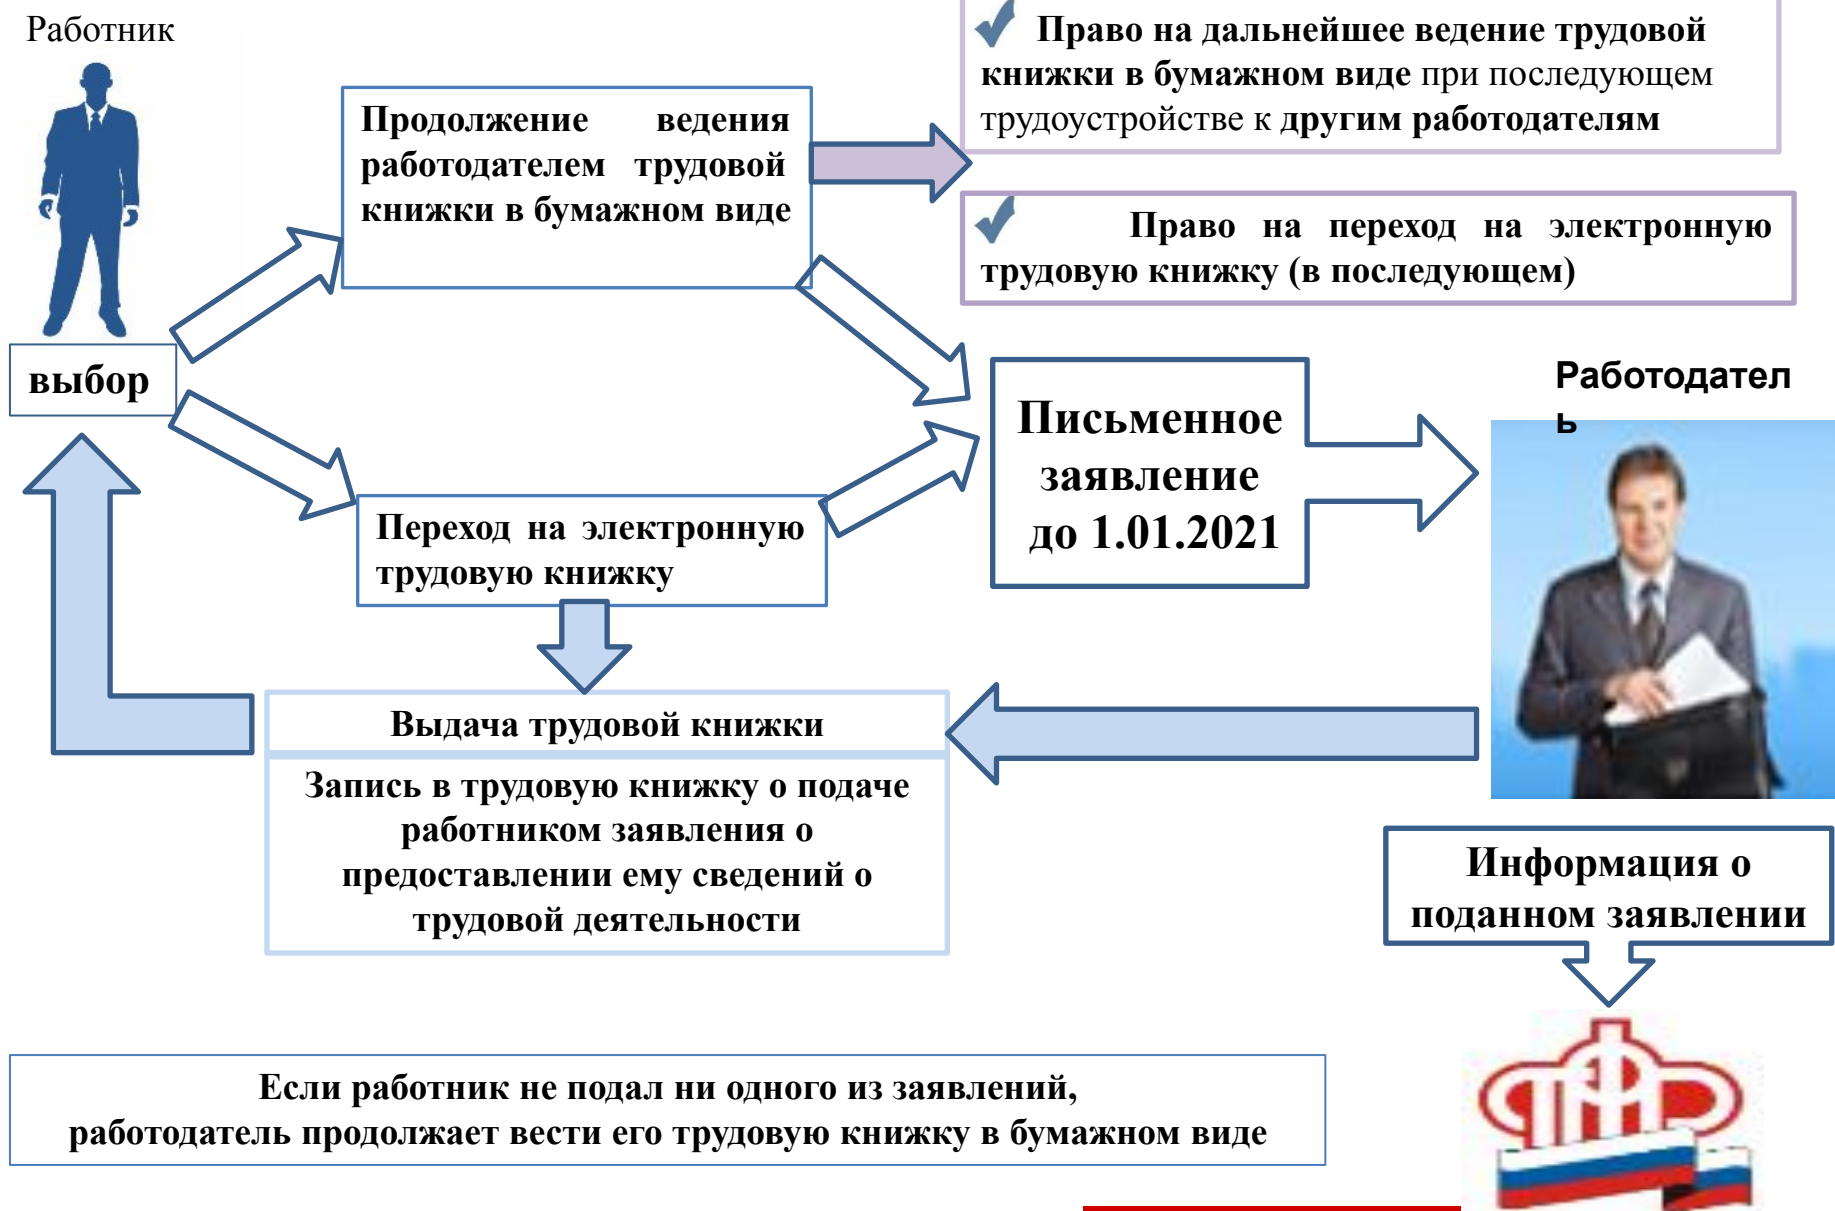 Работник
Право на дальнейшее ведение трудовой
книжки в бумажном виде при последующем
трудоустройстве к другим работодателям
Продолжение ведения
работодателем трудовой
книжки в бумажном виде
Право на переход на электронную
трудовую книжку (в последующем)
выбор
Работодател
ь
Письменное
заявление
до 1.01.2021
Переход на электронную
трудовую книжку
Выдача трудовой книжки
Запись в трудовую книжку о подаче
работником заявления о
предоставлении ему сведений о
трудовой деятельности
Информация о
поданном заявлении
Если работник не подал ни одного из заявлений,
работодатель продолжает вести его трудовую книжку в бумажном виде
ПФР